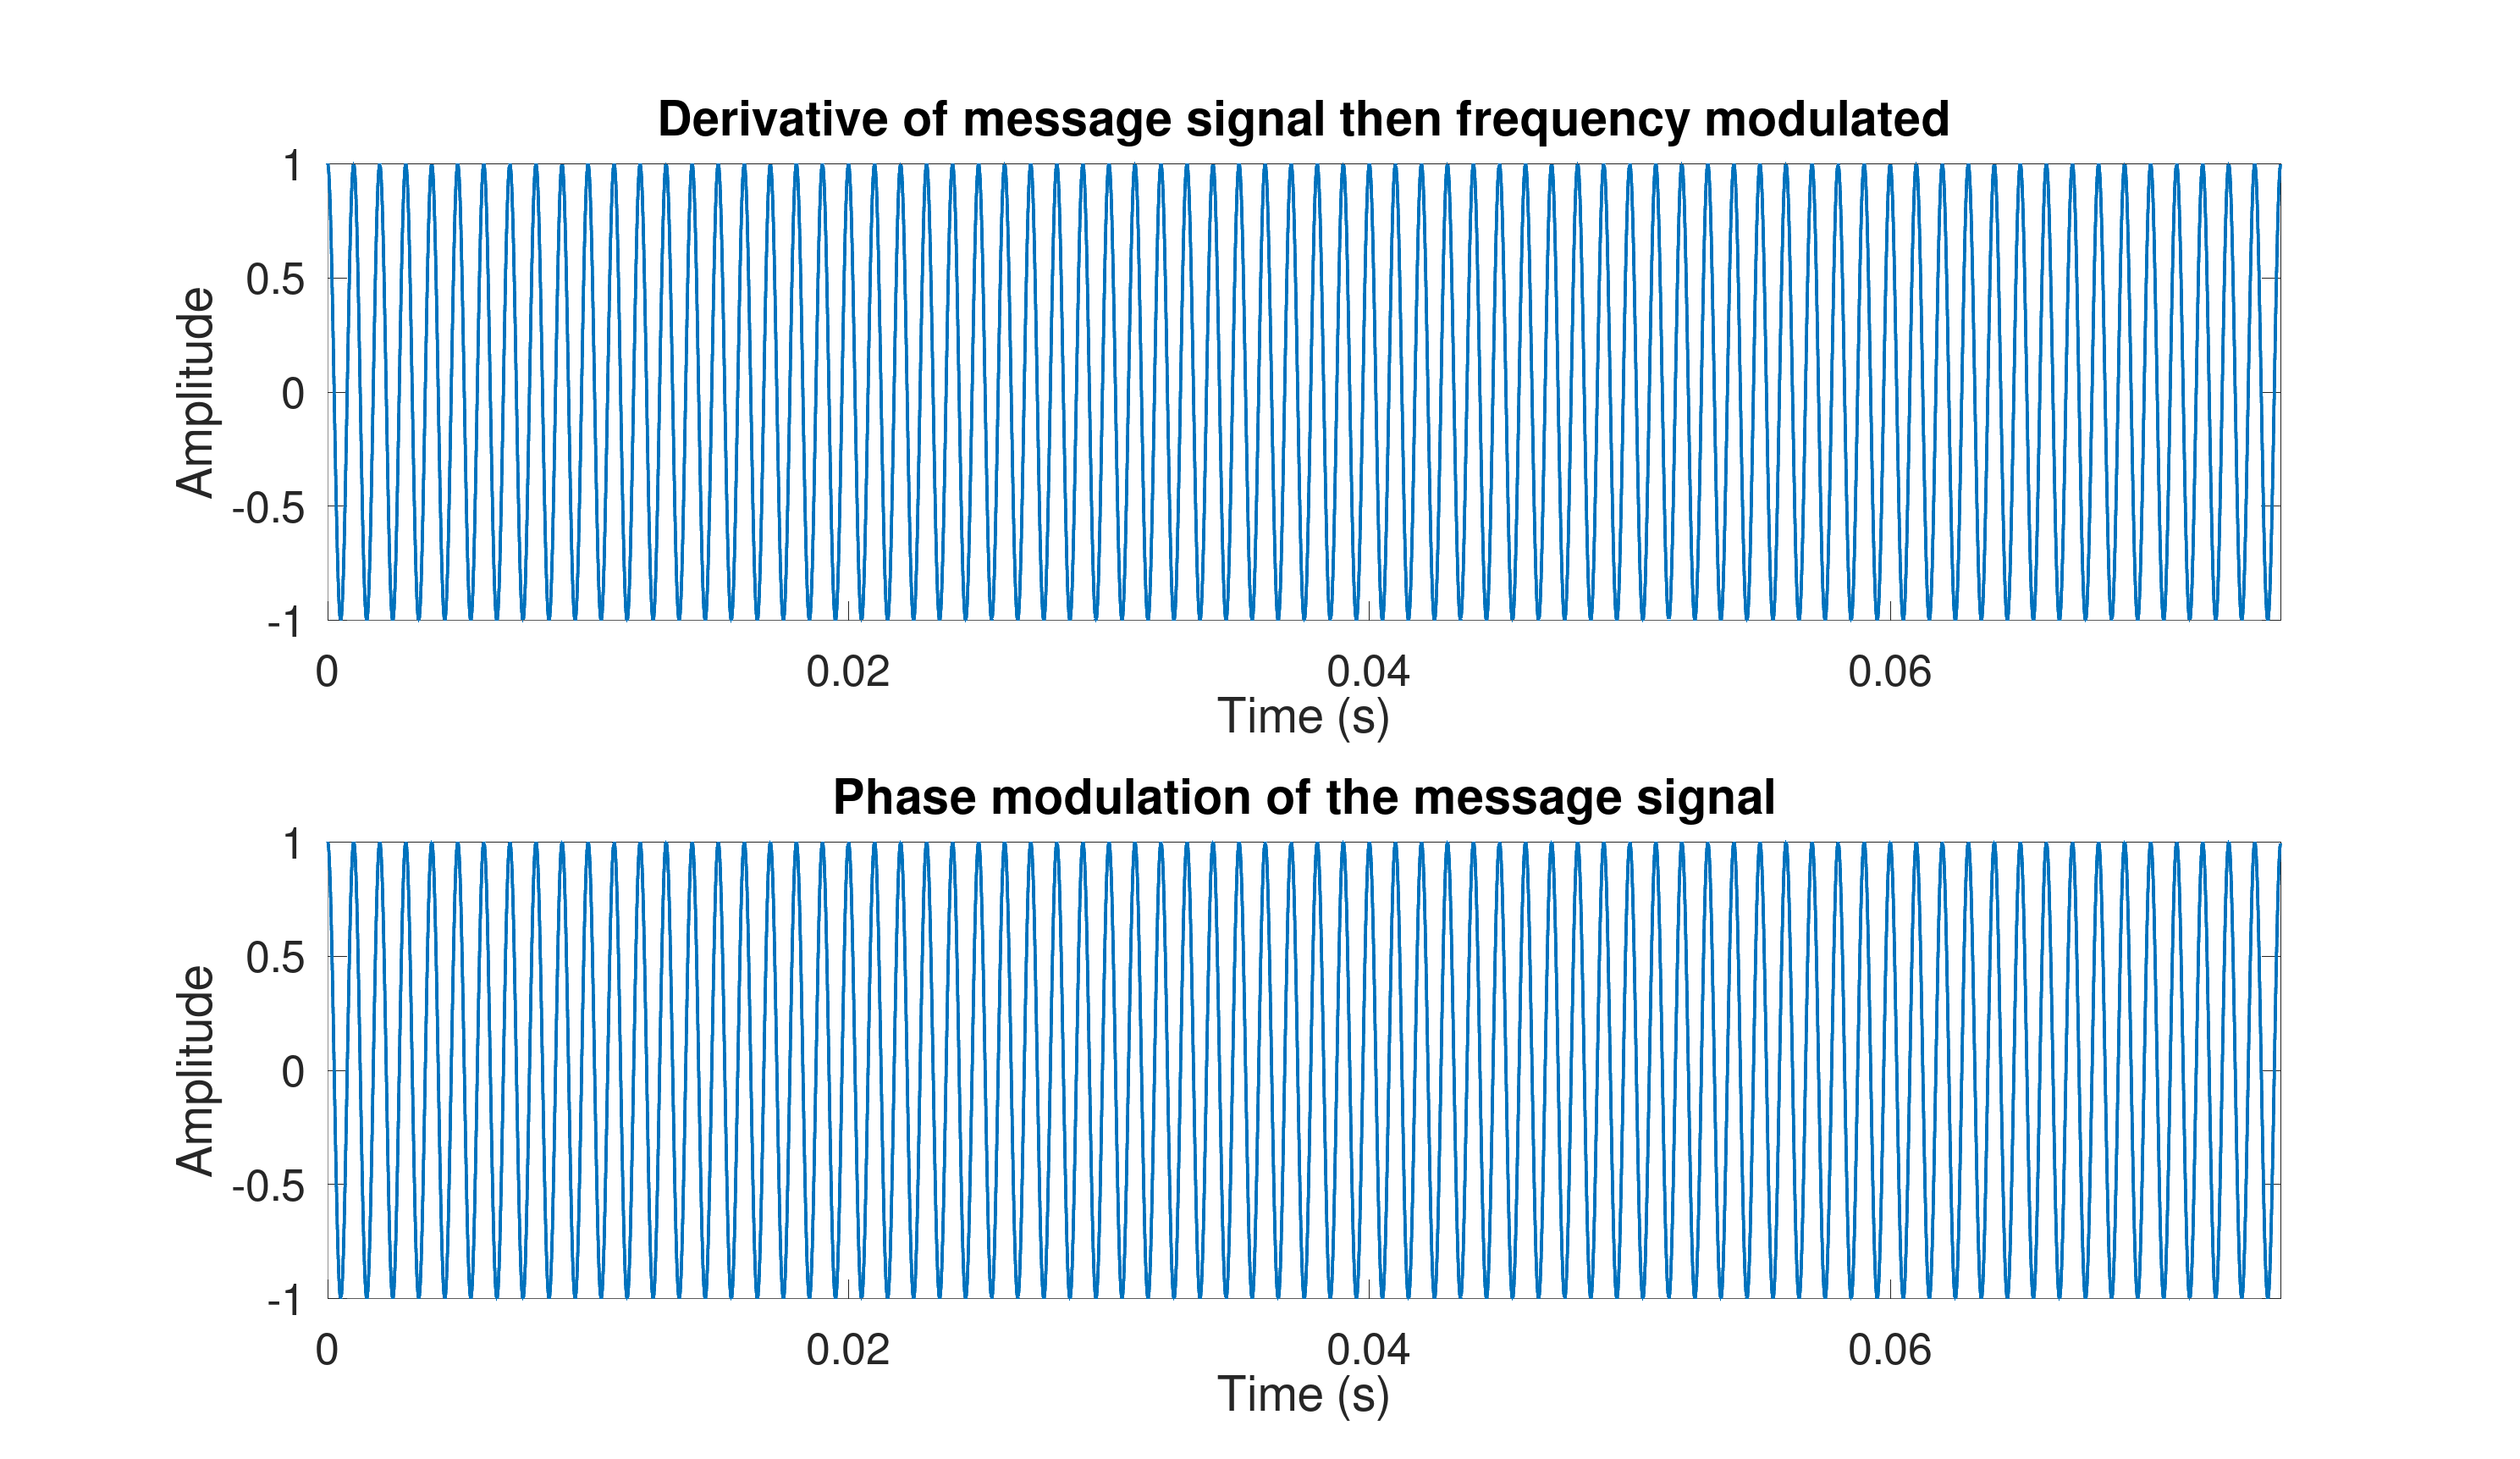 Derivative of message signal then frequency modulated
1
0.5
0
-0.5
-1
Amplitude
0 0.02 0.04 0.06
Time (s)
Phase modulation of the message signal
1
0.5
0
-0.5
-1
Amplitude
0 0.02 0.04 0.06
Time (s)